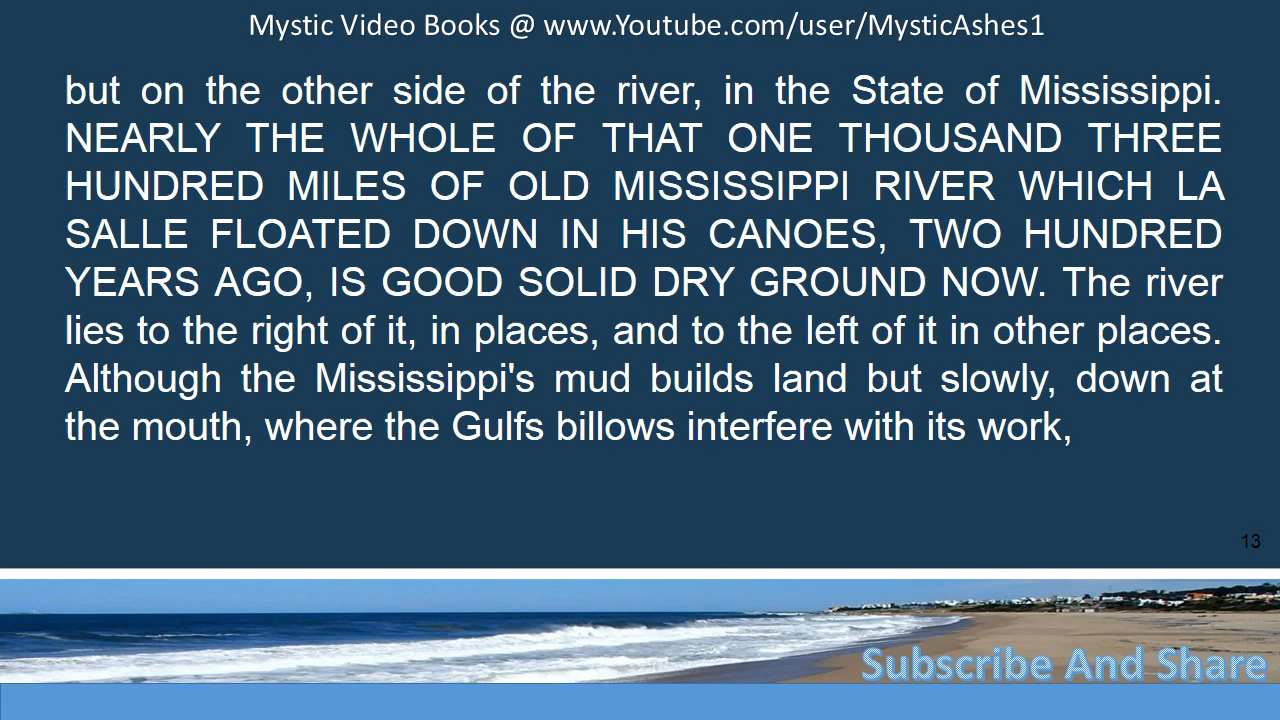 Mystic Video Books @ www.Youtube.com/user/MysticAshes1
but on the other side of the river, in the State of Mississippi.
NEARLY THE WHOLE OF THAT ONE THOUSAND THREE
HUNDRED MILES OF OLD MISSISSIPPI RIVER WHICH LA
SALLE FLOATED DOWN IN HIS CANOES, TWO HUNDRED
YEARS AGO, IS GOOD SOLID DRY GROUND NOW. The river
lies to the right of it, in places, and to the left of it in other places.
Although the Mississippi's mud builds land but slowly, down at
the mouth, where the Gulfs billows interfere with its work,
13
Subscribe And Share